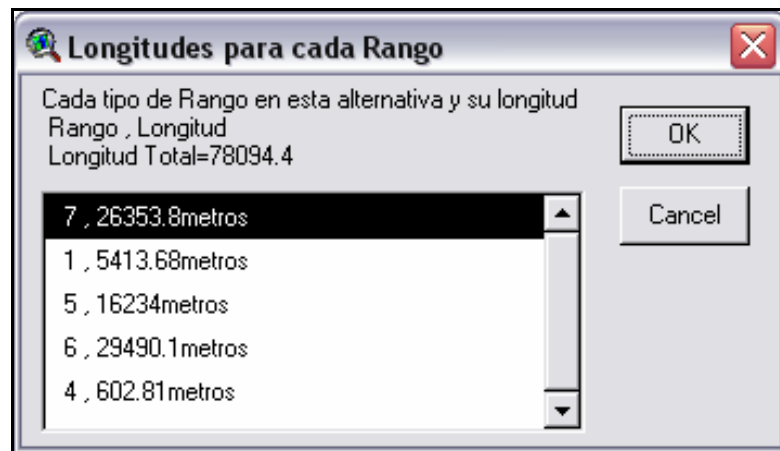 Longitudes para cada Rango
Cada tipo de Rango en esta alternativa y su longitud
Rango , Longitud
Longitud Total=78094.4
OK
Cancel
7 , 26353.8metros
1 , 5413.68metros
5 , 16234metros
6 , 29490.1metros
4 , 602.81metros